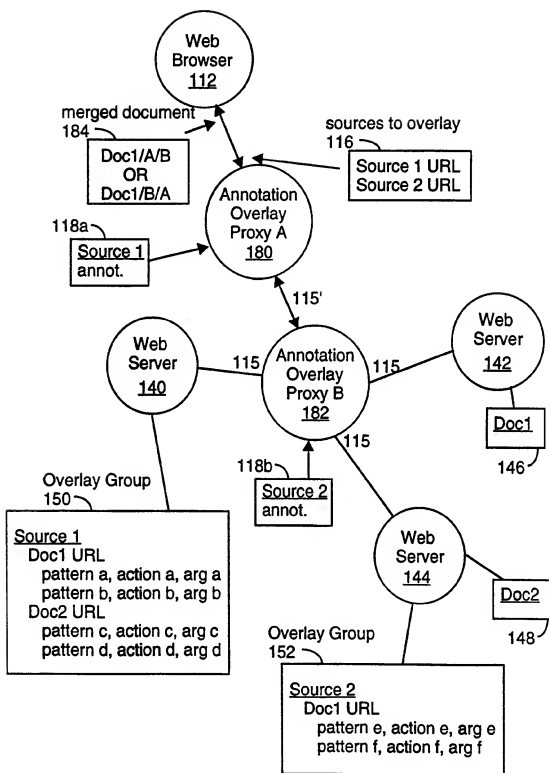 Web
Browser
112
merged document
184
Doc1/A/B
OR
Doc1/B/A
sources to overlay
116
Source 1 URL
Source 2 URL
Annotation
Overlay
Proxy A
180
118a
Source 1
annot.
115'
Web
Server
140
115
Annotation
Overlay
Proxy B
182
115
Web
Server
142
Doc1
146
115
118b
Source 2
annot.
Overlay Group
150
Source 1
Doc1 URL
pattern a, action a, arg a
pattern b, action b, arg b
Doc2 URL
pattern c, action c, arg c
pattern d, action d, arg d
Web
Server
144
Doc2
148
Overlay Group
152
Source 2
Doc1 URL
pattern e, action e, arg e
pattern f, action f, arg f